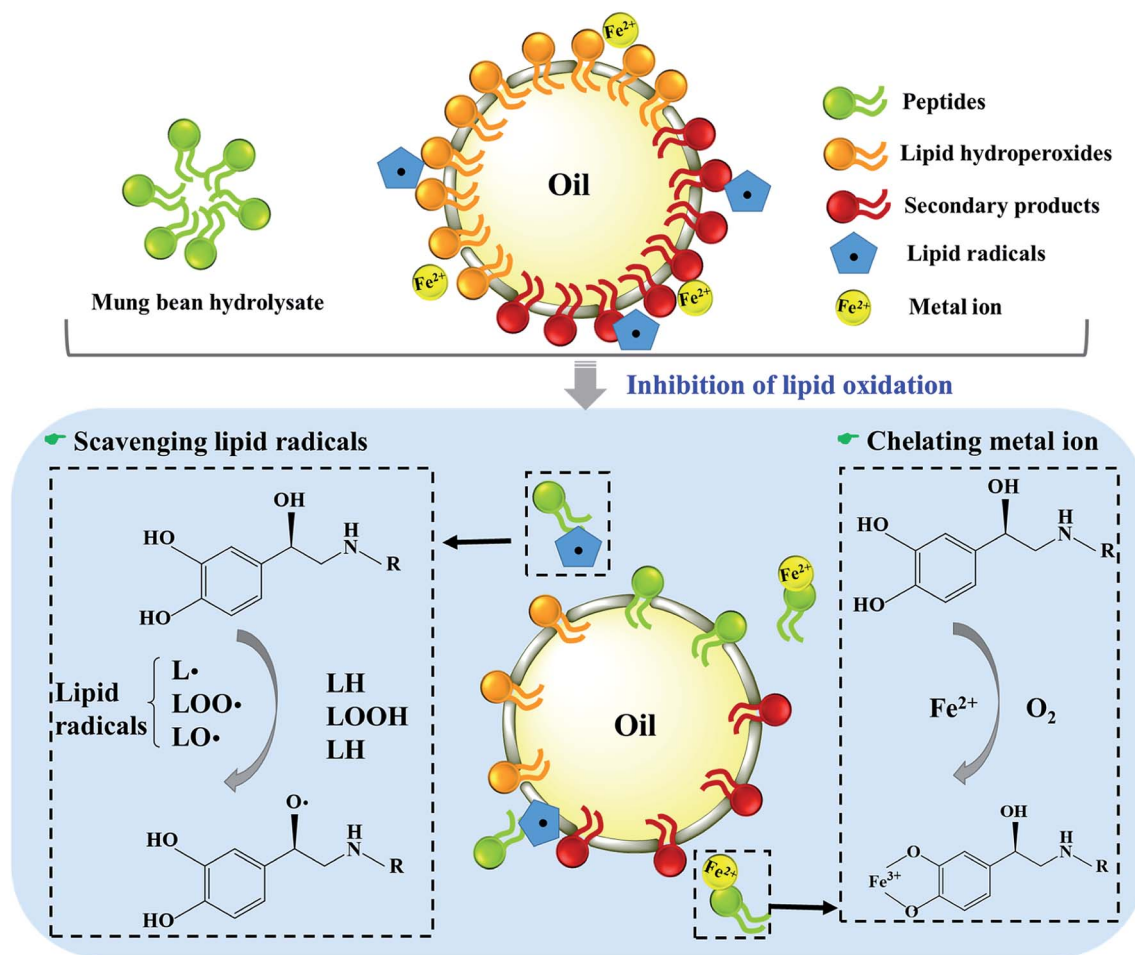 Fe²⁺
Peptides
Lipid hydroperoxides
Oil
Secondary products
Lipid radicals
Fe²⁺
Fe²⁺
Fe²⁺
Metal ion
Mung bean hydrolysate
Inhibition of lipid oxidation
Scavenging lipid radicals
Chelating metal ion
OH
HO
H
N
R
HO
Lipid
radicals
L•
LOO•
LO•
LH
LOOH
LH
O•
HO
H
N
R
HO
Fe²⁺
Oil
Fe²⁺
OH
HO
H
N
R
HO
Fe²⁺
O₂
OH
O
H
N
R
Fe³⁺
O